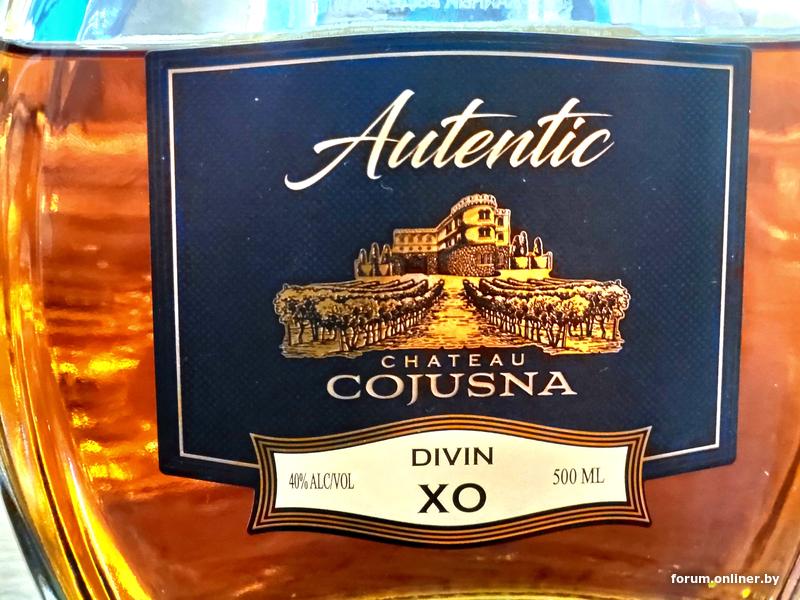 Autentic
CHATEAU
COJUSNA
DIVIN
40% ALC/VOL
XO
500 ML
forum.onliner.by